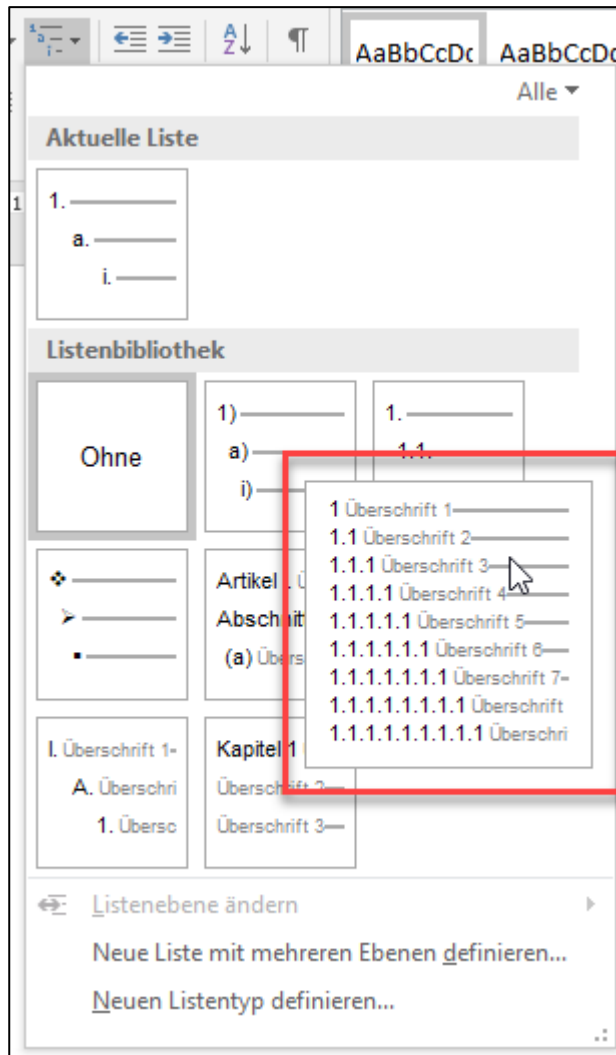 AaBbCcDc AaBbCcDc
Alle
Aktuelle Liste
1
1.
a.
i.
Listenbibliothek
Ohne
1)
a)
i)
1.
1.1.
1 Überschrift 1
1.1 Überschrift 2
1.1.1 Überschrift 3
1.1.1.1 Überschrift 4
1.1.1.1.1 Überschrift 5
1.1.1.1.1.1 Überschrift 6
1.1.1.1.1.1.1 Überschrift 7
1.1.1.1.1.1.1.1 Überschrift
1.1.1.1.1.1.1.1.1 Überschri
Artikel
Abschnitt
(a) Übers
I. Überschrift 1
A. Überschri
1. Übersc
Kapitel 1
Überschrift 2
Überschrift 3
Listenebene ändern
Neue Liste mit mehreren Ebenen definieren...
Neuen Listentyp definieren...